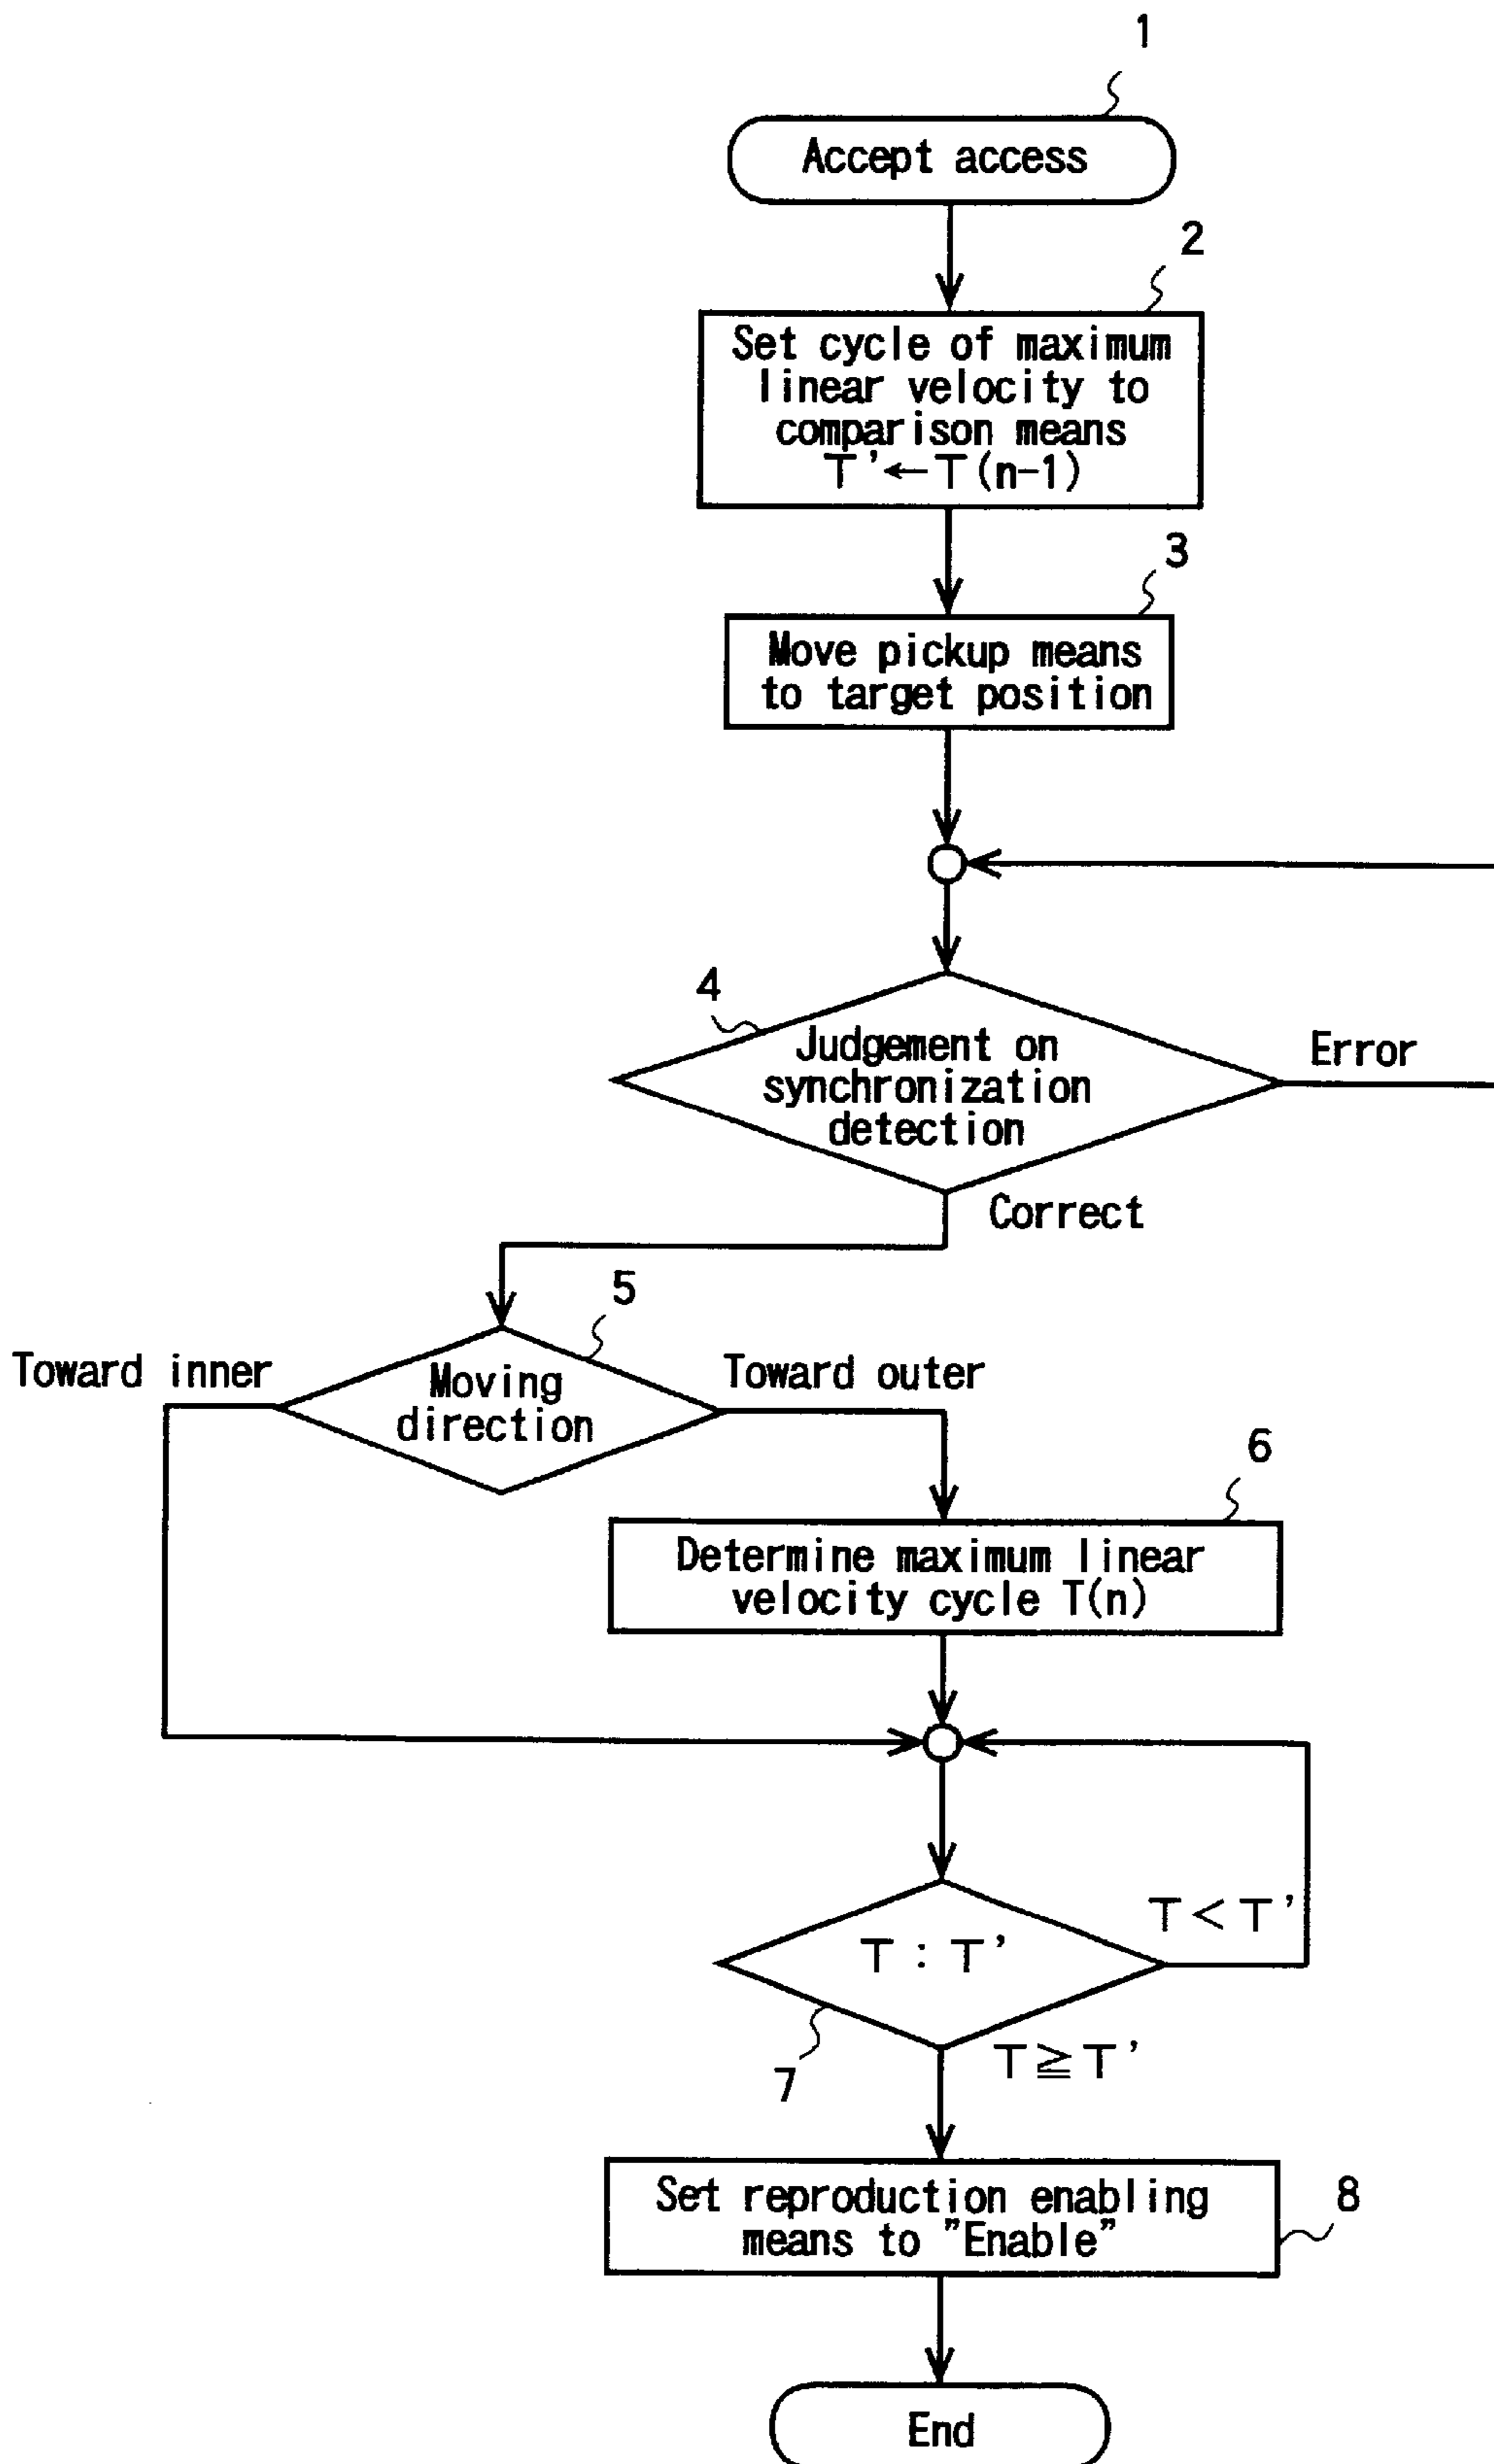 1
Accept access
2
Set cycle of maximum
linear velocity to
comparison means
T'←T(n-1)
3
Move pickup means
to target position
4
Judgement on
synchronization
detection
Error
Correct
5
Toward inner
Moving
direction
Toward outer
6
Determine maximum linear
velocity cycle T(n)
T<T'
T:T'
7
T≧T'
Set reproduction enabling
means to "Enable"
8
End